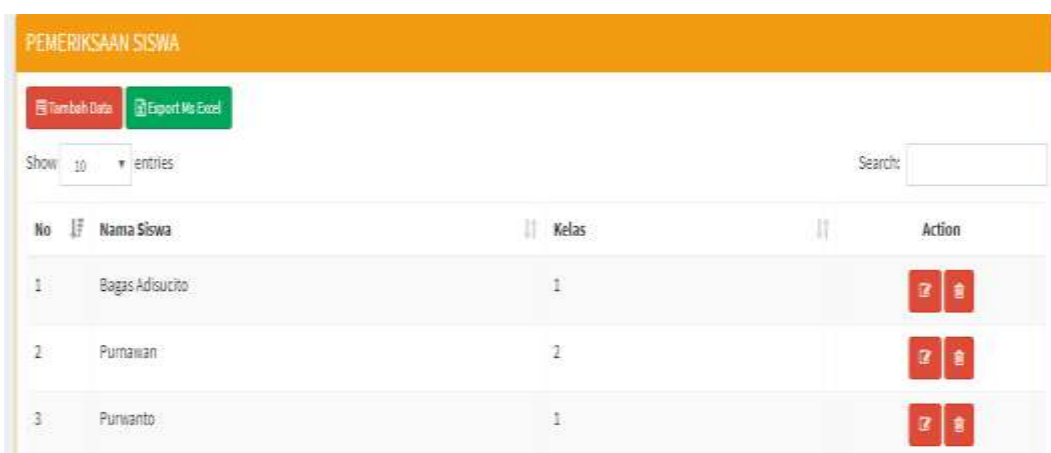 PEMERIKSAAN SISWA
Tambah Data Export Ms Excel
Show 10 entries Search:
No Nama Siswa Kelas Action
1 Bagas Adisucito 1
2 Purnawan 2
3 Purwanto 1